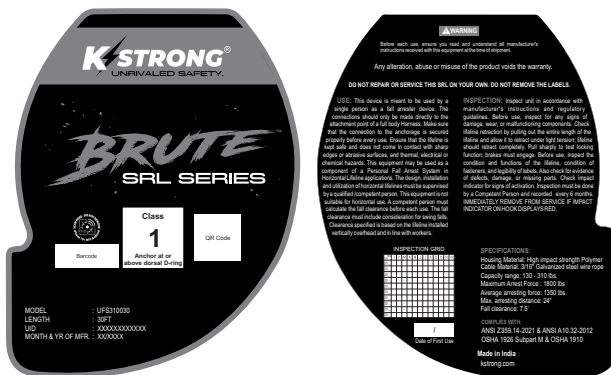 KSTRONG®
UNRIVALED SAFETY.
BRUTE
SRL SERIES
Class
1
Anchor at or
above dorsal D-ring
Barcode
QR Code
MODEL : UFS310030
LENGTH : 30FT
UID : XXXXXXXXXXXX
MONTH & YR OF MFR. : XX/XXXX
WARNING
Before each use, ensure you read and understand all manufacturer's
instructions received with this equipment at the time of shipment.
Any alteration, abuse or misuse of the product voids the warranty.
DO NOT REPAIR OR SERVICE THIS SRL ON YOUR OWN. DO NOT REMOVE THE LABELS.
USE: This device is meant to be used by a
single person as a fall arrester device. The
connections should only be made directly to the
attachment point of a full body Harness. Make sure
that the connection to the anchorage is secured
properly before every use. Ensure that the lifeline is
kept safe and does not come in contact with sharp
edges or abrasive surfaces, and thermal, electrical or
chemical hazards. This equipment may be used as a
component of a Personal Fall Arrest System in
Horizontal Lifeline applications. The design, installation
and utilization of horizontal lifelines must be supervised
by a qualified /competent person. This equipment is not
suitable for horizontal use. A competent person must
calculate the fall clearance before each use. The fall
clearance must include consideration for swing falls.
Clearance specified is based on the lifeline installed
vertically overhead and in line with workers.
INSPECTION: Inspect unit in accordance with
manufacturer's instructions and regulatory
guidelines. Before use, inspect for any signs of
damage, wear, or malfunctioning components. Check
lifeline retraction by pulling out the entire length of the
lifeline and allow it to retract under light tension; lifeline
should retract completely. Pull sharply to test locking
function; brakes must engage. Before use, inspect the
condition and functions of the lifeline, condition of
fasteners, and legibility of labels. Also check for evidence
of defects, damage, or missing parts. Check impact
indicator for signs of activation. Inspection must be done
by a Competent Person and recorded every 6 months.
IMMEDIATELY REMOVE FROM SERVICE IF IMPACT
INDICATOR ON HOOK DISPLAYS RED.
INSPECTION GRID
/
Date of First Use
SPECIFICATIONS:
Housing Material: High impact strength Polymer
Cable Material: 3/16" Galvanized steel wire rope
Capacity range: 130 - 310 lbs.
Maximum Arrest Force : 1800 lbs
Average arresting force: 1350 lbs.
Max. arresting distance: 24"
Fall clearance: 7.5'
COMPLIES WITH:
ANSI Z359.14-2021 & ANSI A10.32-2012
OSHA 1926 Subpart M & OSHA 1910
Made in India
kstrong.com